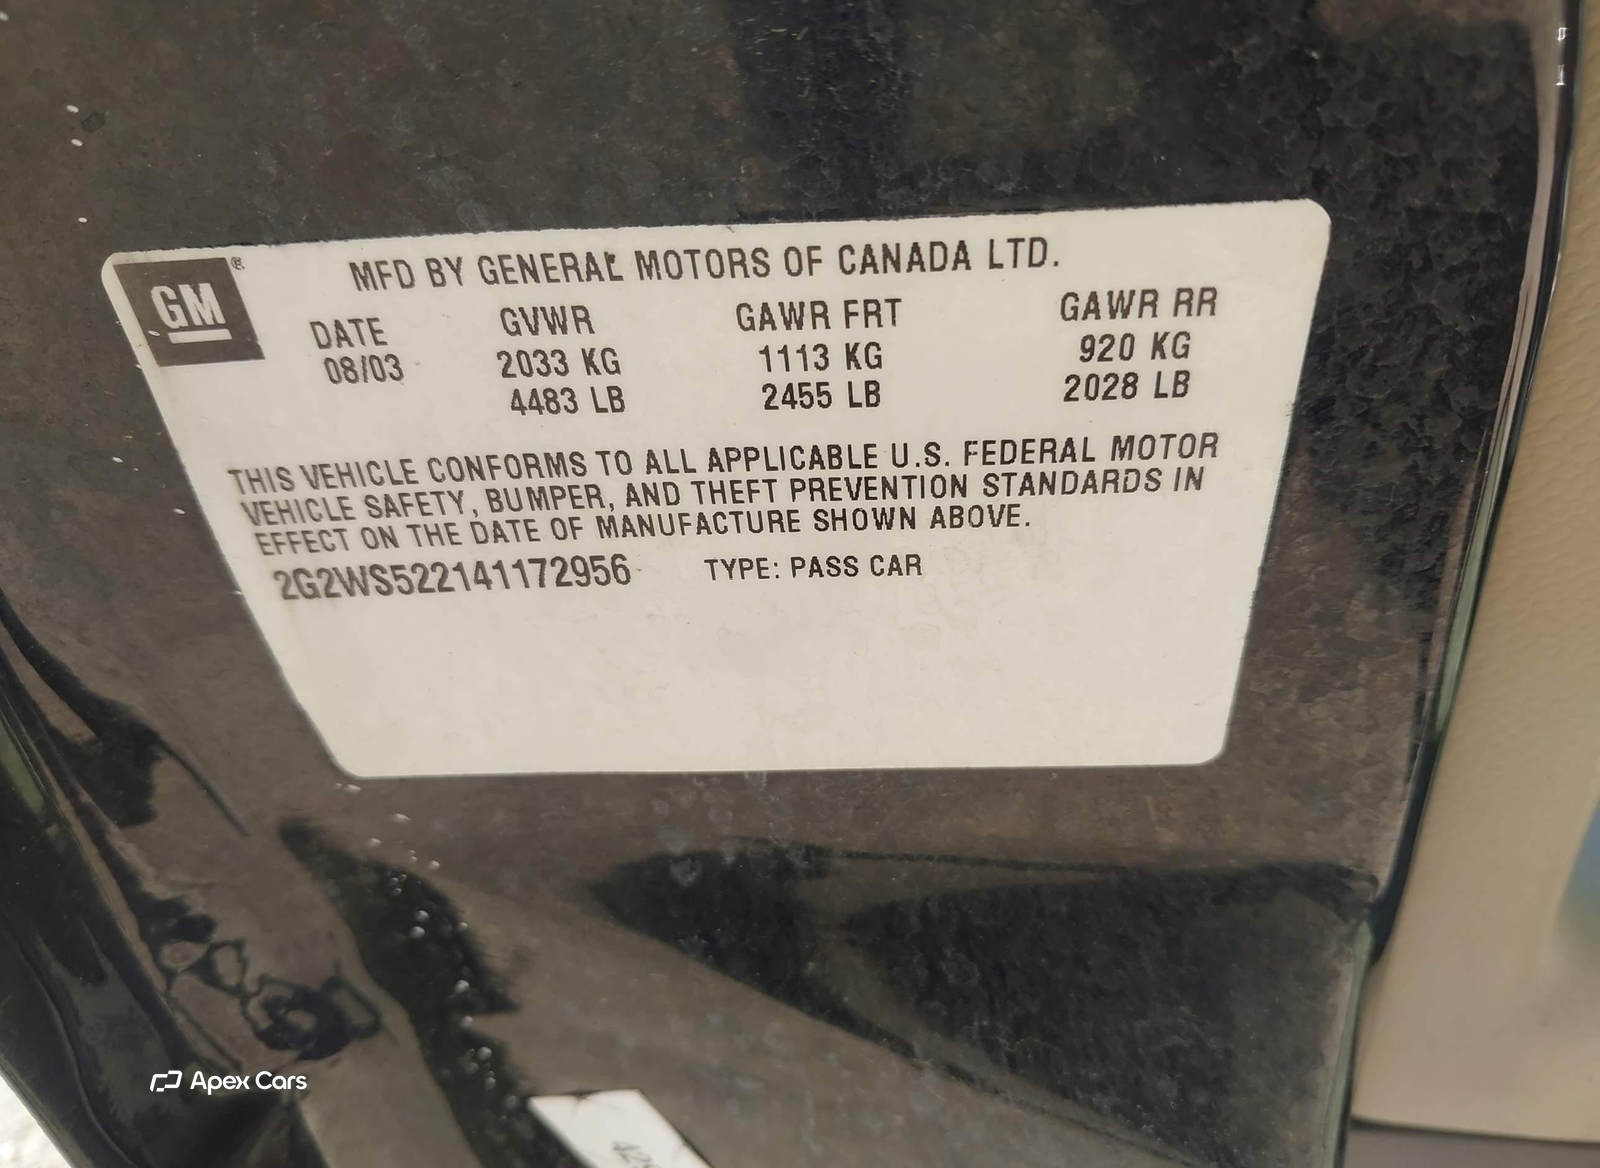 GM ®
MFD BY GENERAL MOTORS OF CANADA LTD.
DATE GVWR GAWR FRT GAWR RR
08/03 2033 KG 1113 KG 920 KG
4483 LB 2455 LB 2028 LB
THIS VEHICLE CONFORMS TO ALL APPLICABLE U.S. FEDERAL MOTOR
VEHICLE SAFETY, BUMPER, AND THEFT PREVENTION STANDARDS IN
EFFECT ON THE DATE OF MANUFACTURE SHOWN ABOVE.
2G2WS522141172956 TYPE: PASS CAR
Apex Cars